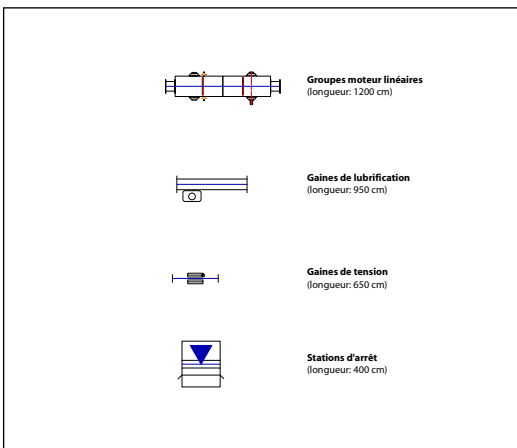 Groupes moteur linéaires
(longueur: 1200 cm)
Gaines de lubrification
(longueur: 950 cm)
Gaines de tension
(longueur: 650 cm)
Stations d'arrêt
(longueur: 400 cm)